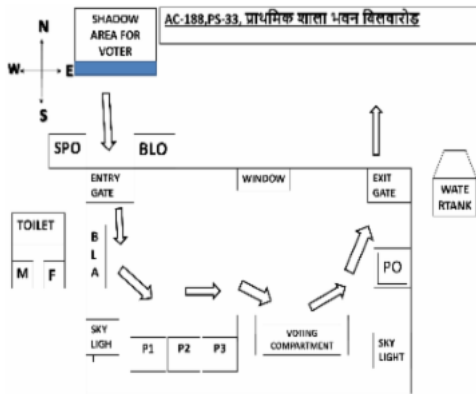 AC-188,PS-33, प्राथमिक शाला भवन विलवारोड
SHADOW
AREA FOR
VOTER
N
W
E
S
SPO
BLO
ENTRY
GATE
WINDOW
EXIT
GATE
WATE
RTANK
TOILET
M
F
B
L
A
PO
SKY
LIGH
T
P1
P2
P3
VOTING
COMPARTMENT
SKY
LIGHT